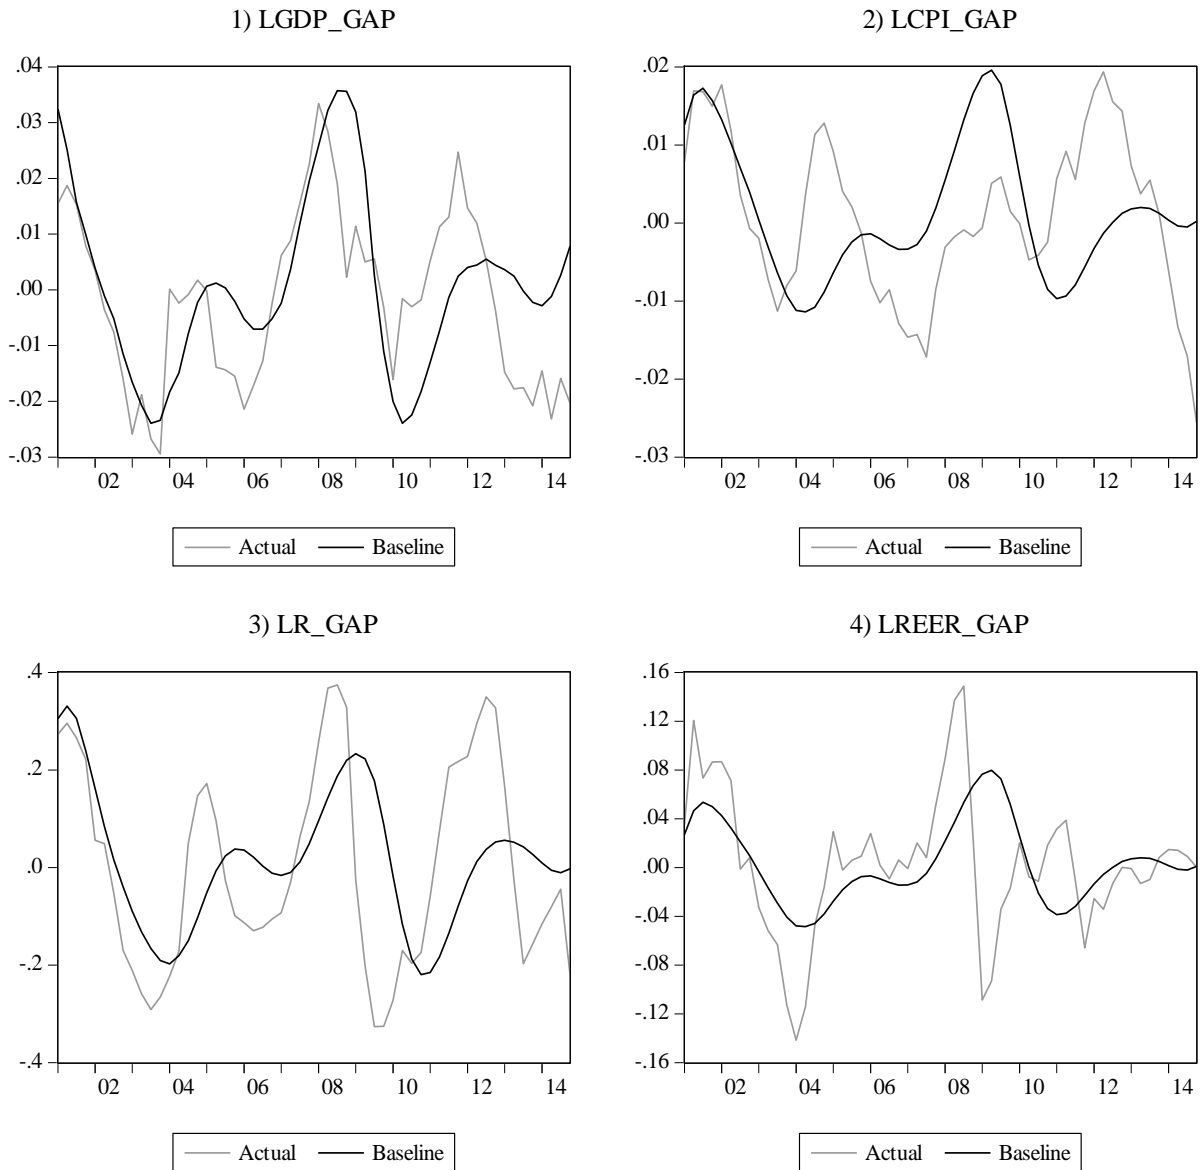 1) LGDP_GAP
.04
.03
.02
.01
.00
-.01
-.02
-.03
02 04 06 08 10 12 14
Actual Baseline
2) LCPI_GAP
.02
.01
.00
-.01
-.02
-.03
02 04 06 08 10 12 14
Actual Baseline
3) LR_GAP
.4
.2
.0
-.2
-.4
02 04 06 08 10 12 14
Actual Baseline
4) LREER_GAP
.16
.12
.08
.04
.00
-.04
-.08
-.12
-.16
02 04 06 08 10 12 14
Actual Baseline